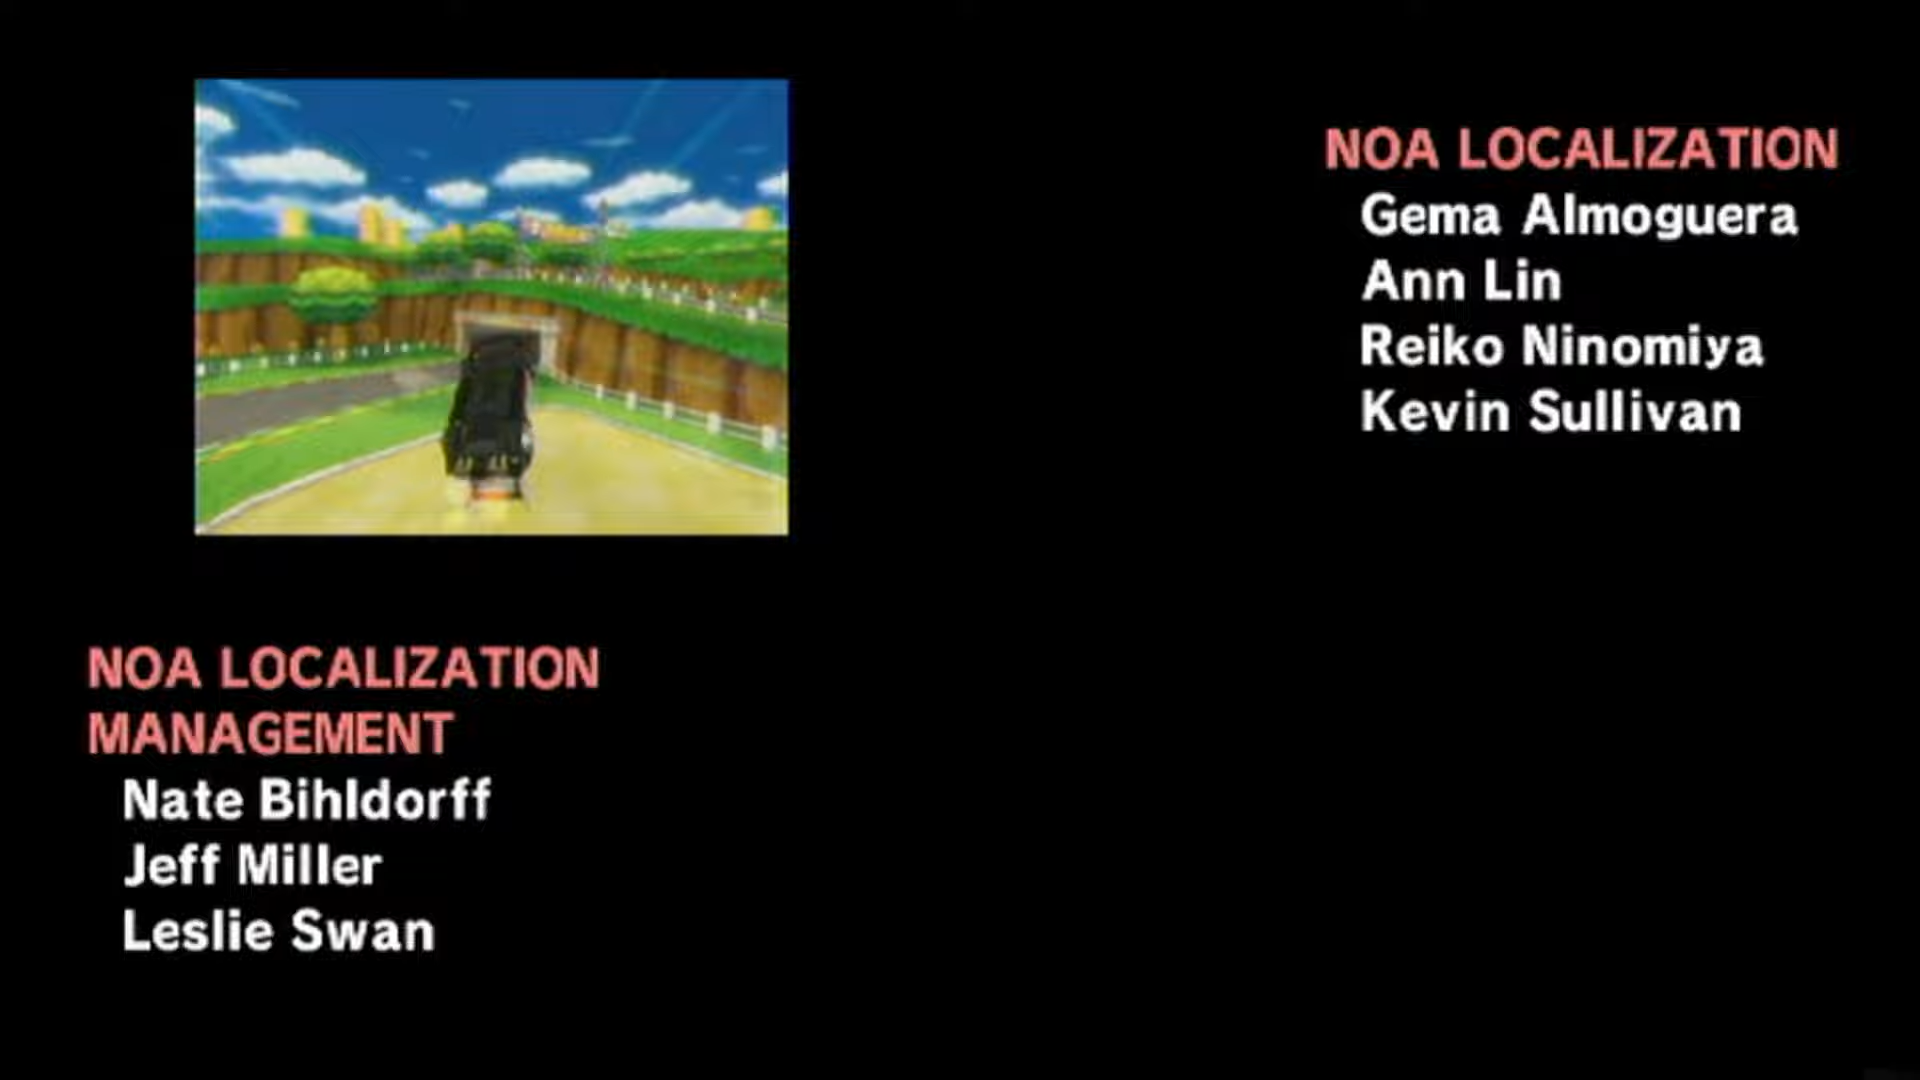 NOA LOCALIZATION
Gema Almoguera
Ann Lin
Reiko Ninomiya
Kevin Sullivan
NOA LOCALIZATION
MANAGEMENT
Nate Bihldorff
Jeff Miller
Leslie Swan